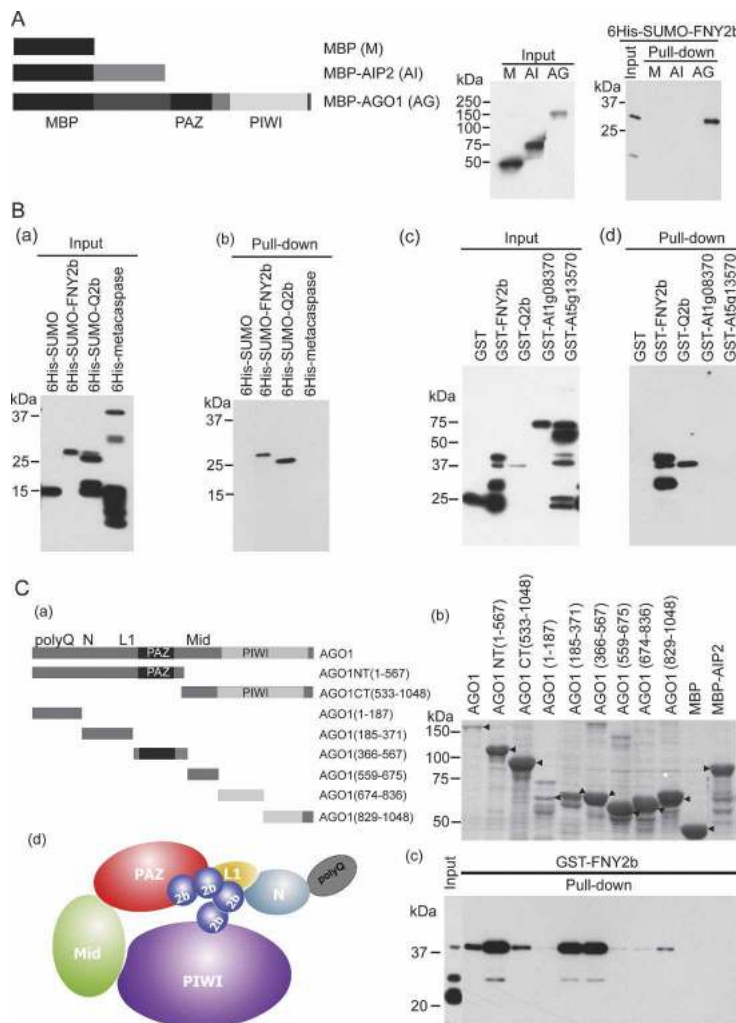 A
MBP (M)
MBP-AIP2 (AI)
MBP-AGO1 (AG)
MBP PAZ PIWI
Input
M AI AG
kDa
250
150
100
75
50
6His-SUMO-FNY2b
Input
Pull-down
M AI AG
kDa
37
25
B
(a)
Input
6His-SUMO
6His-SUMO-FNY2b
6His-SUMO-Q2b
6His-metacaspase
kDa
37
25
15
(b)
Pull-down
6His-SUMO
6His-SUMO-FNY2b
6His-SUMO-Q2b
6His-metacaspase
kDa
37
25
15
(c)
Input
GST
GST-FNY2b
GST-Q2b
GST-At1g08370
GST-At5g13570
kDa
75
50
37
25
(d)
Pull-down
GST
GST-FNY2b
GST-Q2b
GST-At1g08370
GST-At5g13570
kDa
75
50
37
25
C
(a)
polyQ N L1 Mid
PAZ PIWI AGO1
PAZ AGO1NT(1-567)
PIWI AGO1CT(533-1048)
AGO1(1-187)
AGO1(185-371)
AGO1(366-567)
AGO1(559-675)
AGO1(674-836)
AGO1(829-1048)
(b)
AGO1
AGO1 NT(1-567)
AGO1 CT(533-1048)
AGO1 (1-187)
AGO1 (185-371)
AGO1 (366-567)
AGO1 (559-675)
AGO1 (674-836)
AGO1 (829-1048)
MBP
MBP-AIP2
kDa
150
100
75
50
(c)
GST-FNY2b
Input
Pull-down
kDa
37
20
(d)
PAZ
L1
N
polyQ
2b
2b
2b
2b
Mid
PIWI